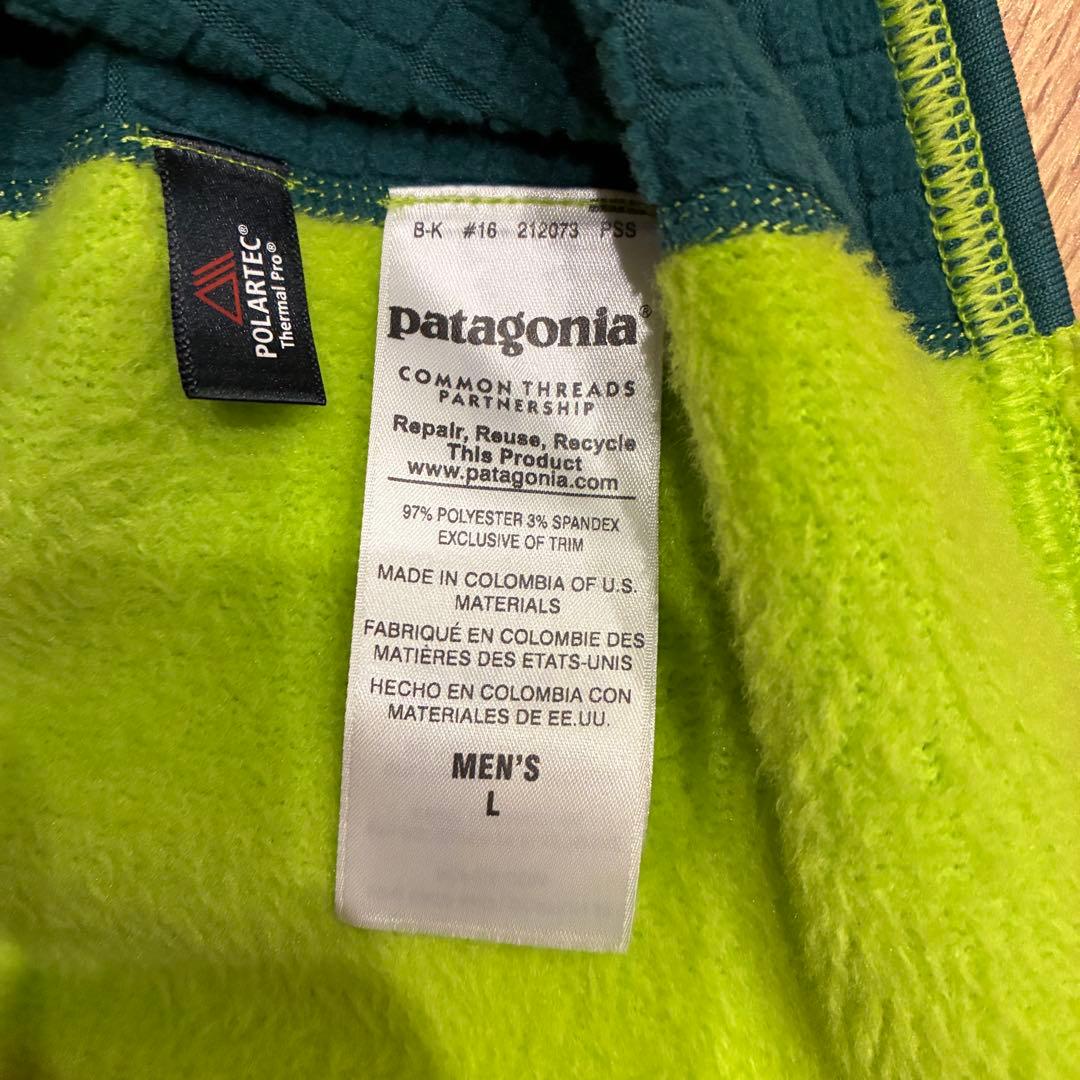 POLARTEC®
Thermal Pro®
B-K #16 212073 PSS
patagonia®
COMMON THREADS
PARTNERSHIP
Repair, Reuse, Recycle
This Product
www.patagonia.com
97% POLYESTER 3% SPANDEX
EXCLUSIVE OF TRIM
MADE IN COLOMBIA OF U.S.
MATERIALS
FABRIQUÉ EN COLOMBIE DES
MATIÈRES DES ETATS-UNIS
HECHO EN COLOMBIA CON
MATERIALES DE EE.UU.
MEN'S
L